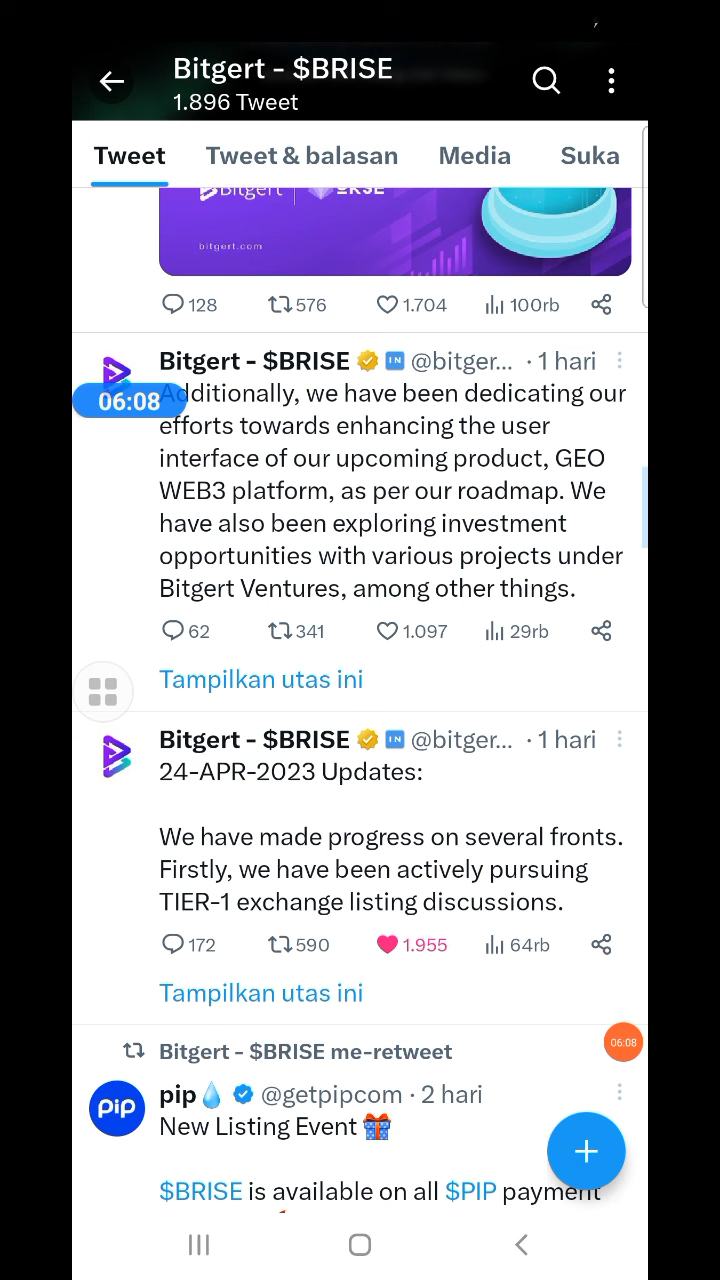 Bitgert - $BRISE
1.896 Tweet
Tweet
Tweet & balasan
Media
Suka
Bitgert
bitgert.com
128
576
1.704
100rb
Bitgert - $BRISE IN @bitger... · 1 hari
06:08
Additionally, we have been dedicating our
efforts towards enhancing the user
interface of our upcoming product, GEO
WEB3 platform, as per our roadmap. We
have also been exploring investment
opportunities with various projects under
Bitgert Ventures, among other things.
62
341
1.097
29rb
Tampilkan utas ini
Bitgert - $BRISE IN @bitger... · 1 hari
24-APR-2023 Updates:
We have made progress on several fronts.
Firstly, we have been actively pursuing
TIER-1 exchange listing discussions.
172
590
1.955
64rb
Tampilkan utas ini
Bitgert - $BRISE me-retweet
06:08
pip
pip💧 @getpipcom · 2 hari
New Listing Event 🎁
$BRISE is available on all $PIP payment